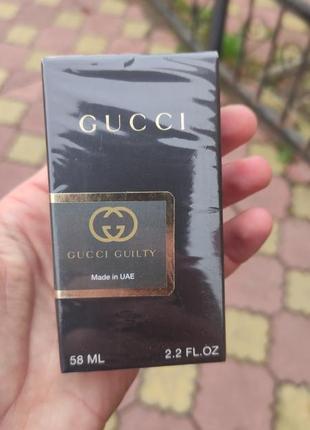 GUCCI
GUCCI GUILTY
Made in UAE
58 ML 2.2 FL.OZ